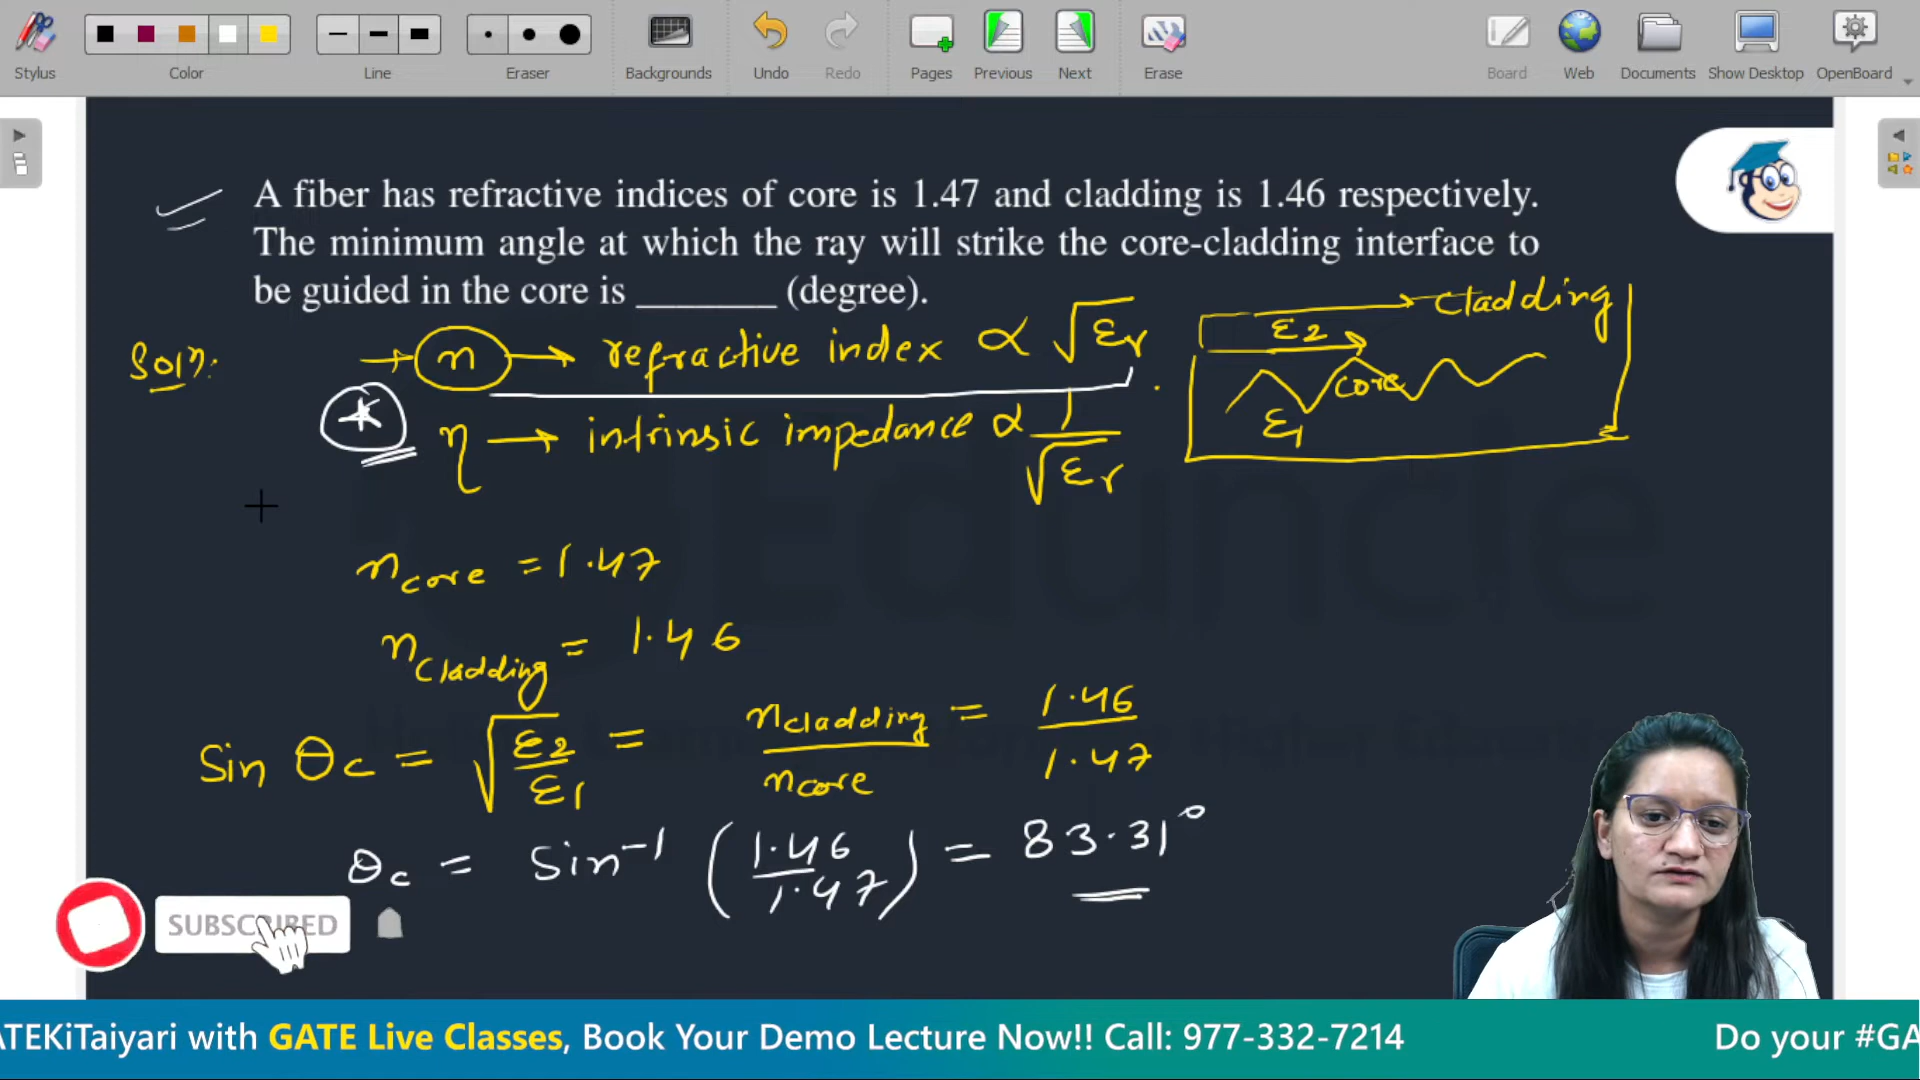 Stylus
Color
Line
Eraser
Backgrounds
Undo
Redo
Pages
Previous
Next
Erase
Board
Web
Documents
Show Desktop
OpenBoard
A fiber has refractive indices of core is 1.47 and cladding is 1.46 respectively.
The minimum angle at which the ray will strike the core-cladding interface to
be guided in the core is ________ (degree).
Soln:
n → refractive index ∝ √εr
η → intrinsic impedance ∝ 1/√εr
cladding
ε2
core
ε1
ncore = 1.47
ncladding = 1.46
Sin θc = √ε2/ε1 = ncladding/ncore = 1.46/1.47
θc = Sin⁻¹ (1.46/1.47) = 83.31°
SUBSCRIBED
ATEKiTaiyari with GATE Live Classes, Book Your Demo Lecture Now!! Call: 977-332-7214
Do your #GA